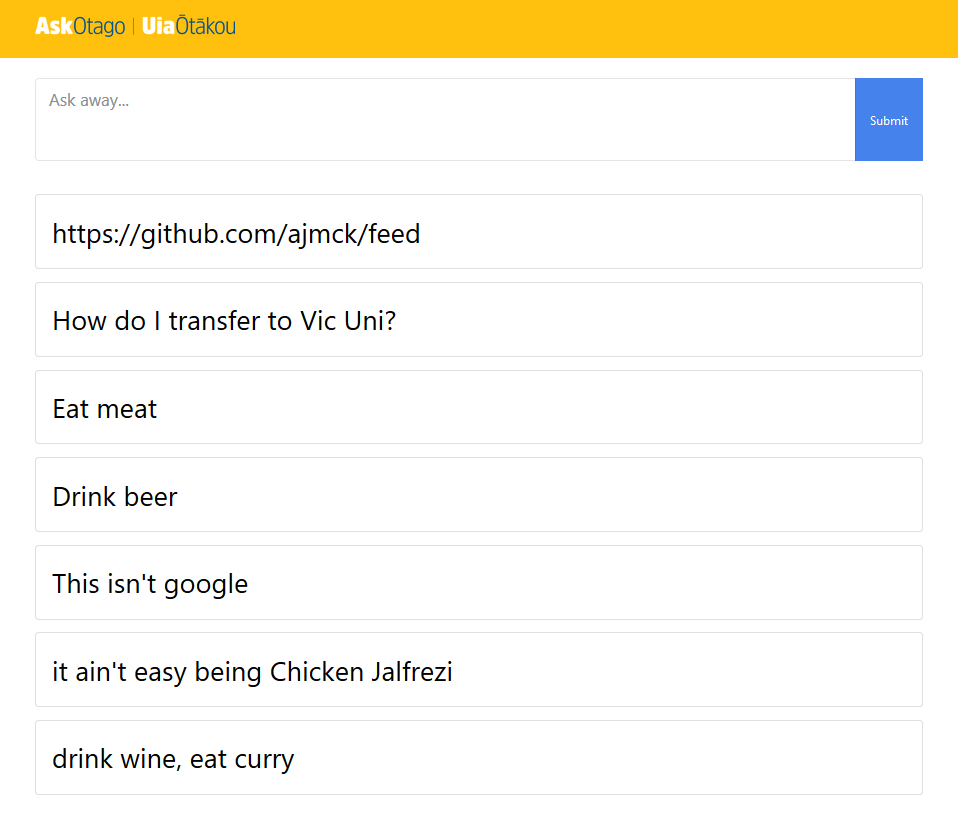 AskOtago | UiaŌtākou
Ask away...
Submit
https://github.com/ajmck/feed
How do I transfer to Vic Uni?
Eat meat
Drink beer
This isn't google
it ain't easy being Chicken Jalfrezi
drink wine, eat curry